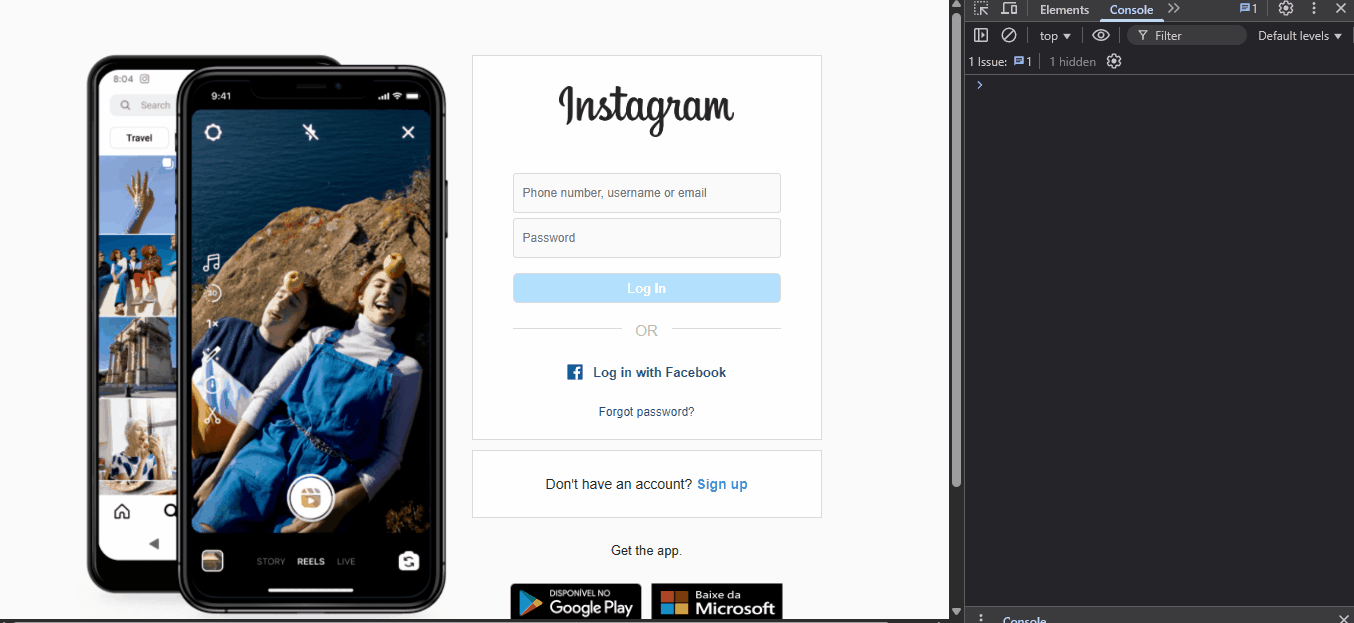 8:04
Search
Travel
9:41
30
1x
STORY REELS LIVE
Instagram
Phone number, username or email
Password
Log In
OR
Log in with Facebook
Forgot password?
Don't have an account? Sign up
Get the app.
DISPONÍVEL NO
Google Play
Baixe da
Microsoft
Elements Console 1
top Filter Default levels
1 Issue: 1 1 hidden
Console